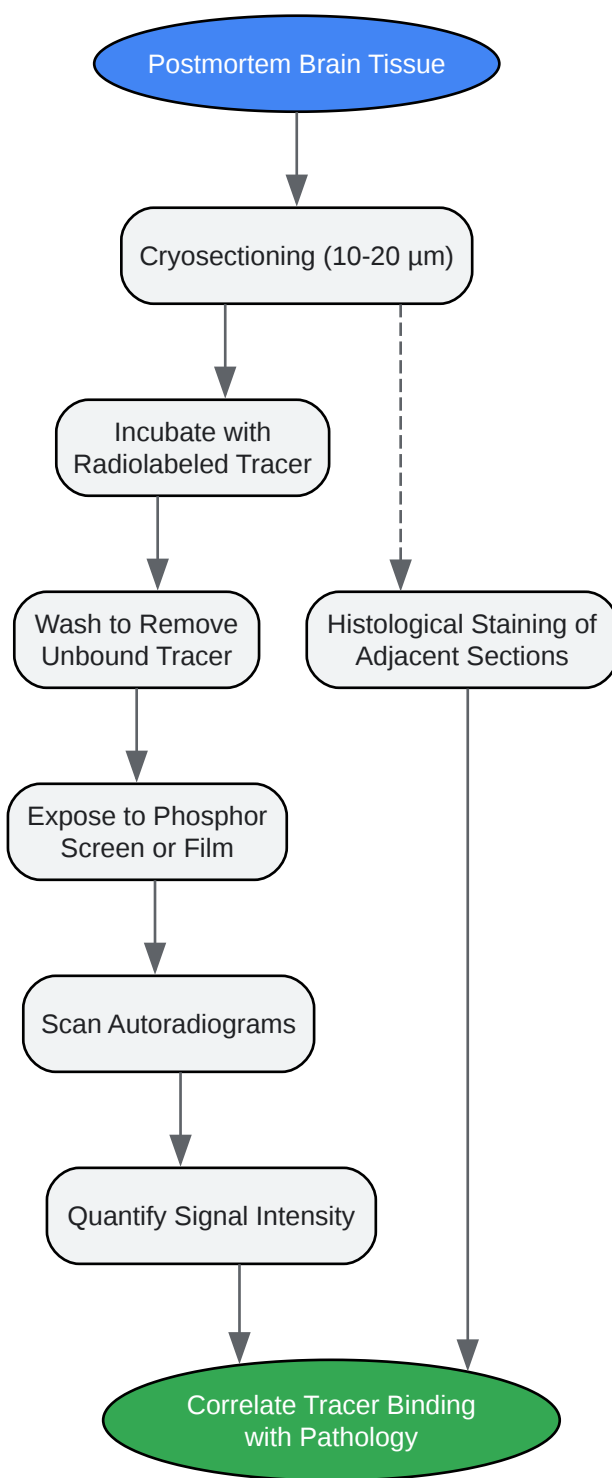 Postmortem Brain Tissue
Cryosectioning (10-20 µm)
Incubate with
Radiolabeled Tracer
Wash to Remove
Unbound Tracer
Histological Staining of
Adjacent Sections
Expose to Phosphor
Screen or Film
Scan Autoradiograms
Quantify Signal Intensity
Correlate Tracer Binding
with Pathology